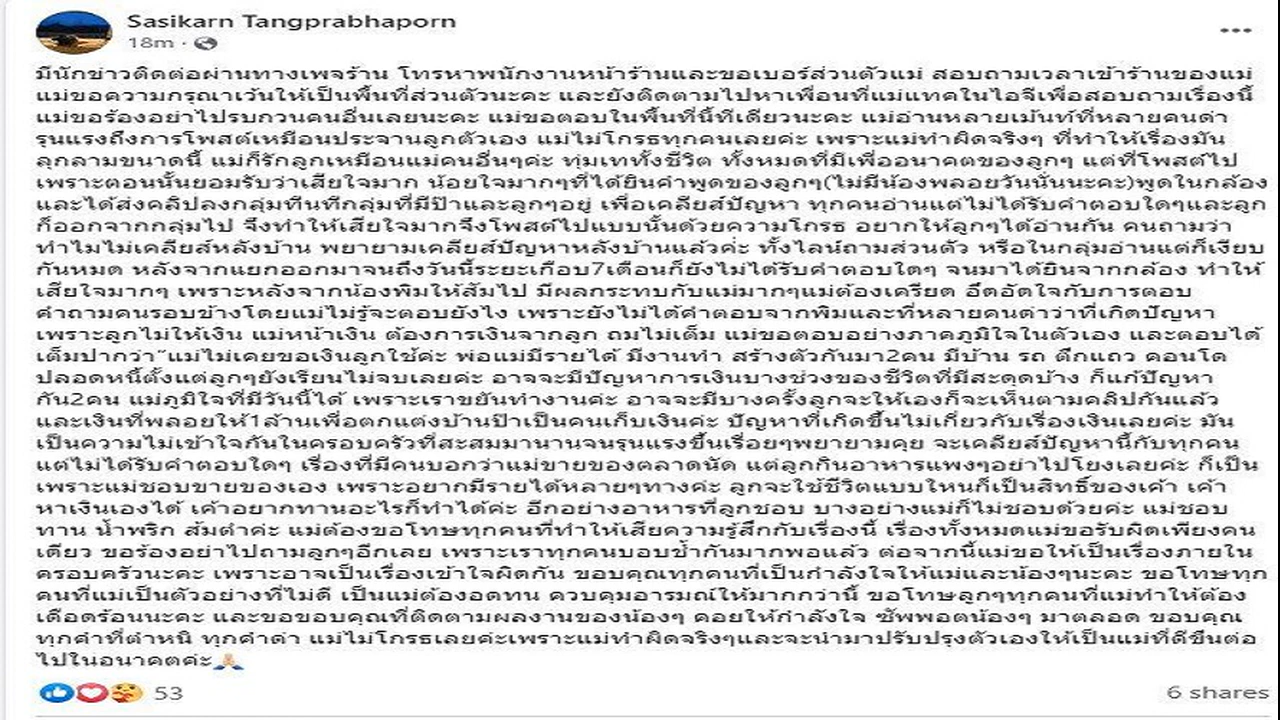 Sasikarn Tangprabhaporn
18m ·
มีนักข่าวติดต่อผ่านทางเพจร้าน โทรหาพนักงานหน้าร้านและขอเบอร์ส่วนตัวแม่ สอบถามเวลาเข้าร้านของแม่
แม่ขอความกรุณาเว้นให้เป็นพื้นที่ส่วนตัวนะคะ และยังติดตามไปหาเพื่อนที่แม่แทคในไอจีเพื่อสอบถามเรื่องนี้
แม่ขอร้องอย่าไปรบกวนคนอื่นเลยนะคะ แม่ขอตอบในพื้นที่นี้ที่เดียวนะคะ แม่อ่านหลายเม้นท์ที่หลายคนด่า
รุนแรงถึงการโพสต์เหมือนประจานลูกตัวเอง แม่ไม่โกรธทุกคนเลยค่ะ เพราะแม่ทำผิดจริงๆ ที่ทำให้เรื่องมัน
ลุกลามขนาดนี้ แม่ก็รักลูกเหมือนแม่คนอื่นๆค่ะ ทุ่มเททั้งชีวิต ทั้งหมดที่มีเพื่ออนาคตของลูกๆ แต่ที่โพสต์ไป
เพราะตอนนั้นยอมรับว่าเสียใจมาก น้อยใจมากๆที่ได้ยินคำพูดของลูกๆ(ไม่มีน้องพลอยวันนั่นนะคะ)พูดในกล้อง
และได้ส่งคลิปลงกลุ่มทีนทีกลุ่มที่มีป๊าและลูกๆอยู่ เพื่อเคลียส์ปัญหา ทุกคนอ่านแต่ไม่ได้รับคำตอบใดๆและลูก
ก็ออกจากกลุ่มไป จึงทำให้เสียใจมากจึงโพสต์ไปแบบนั้นด้วยความโกรธ อยากให้ลูกๆได้อ่านกัน คนถามว่า
ทำไมไม่เคลียส์หลังบ้าน พยายามเคลียส์ปัญหาหลังบ้านแล้วค่ะ ทั้งไลน์ถามส่วนตัว หรือในกลุ่มอ่านแต่ก็เงียบ
กันหมด หลังจากแยกออกมาจนถึงวันนี้ระยะเกือบ7เดือนก็ยังไม่ได้รับคำตอบใดๆ จนมาได้ยินจากกล้อง ทำให้
เสียใจมากๆ เพราะหลังจากน้องพิมให้สัมไป มีผลกระทบกับแม่มากๆแม่ต้องเครียด อึดอัดใจกับการตอบ
คำถามคนรอบข้างโดยแม่ไม่รู้จะตอบยังไง เพราะยังไม่ได้คำตอบจากพิมและที่หลายคนด่าว่าที่เกิดปัญหา
เพราะลูกไม่ให้เงิน แม่หน้าเงิน ต้องการเงินจากลูก ถมไม่เต็ม แม่ขอตอบอย่างภาคภูมิใจในตัวเอง และตอบได้
เต็มปากว่า"แม่ไม่เคยขอเงินลูกใช้ค่ะ พ่อแม่มีรายได้ มีงานทำ สร้างตัวกันมา2คน มีบ้าน รถ ตึกแถว คอนโด
ปลอดหนี้ตั้งแต่ลูกๆยังเรียนไม่จบเลยค่ะ อาจจะมีปัญหาการเงินบางช่วงของชีวิตที่มีสะดุดบ้าง ก็แก้ปัญหา
กัน2คน แม่ภูมิใจที่มีวันนี้ได้ เพราะเราขยันทำงานค่ะ อาจจะมีบางครั้งลูกจะให้เองก็จะเห็นตามคลิปกันแล้ว
และเงินที่พลอยให้1ล้านเพื่อตกแต่งบ้านป๊าเป็นคนเก็บเงินค่ะ ปัญหาที่เกิดขึ้นไม่เกี่ยวกับเรื่องเงินเลยค่ะ มัน
เป็นความไม่เข้าใจกันในครอบครัวที่สะสมมานานจนรุนแรงขึ้นเรื่อยๆพยายามคุย จะเคลียส์ปัญหานี้กับทุกคน
แต่ไม่ได้รับคำตอบใดๆ เรื่องที่มีคนบอกว่าแม่ขายของตลาดนัด แต่ลูกกินอาหารแพงๆอย่าไปโยงเลยค่ะ ก็เป็น
เพราะแม่ชอบขายของเอง เพราะอยากมีรายได้หลายๆทางค่ะ ลูกจะใช้ชีวิตแบบใหนก็เป็นสิทธิ์ของเค้า เค้า
หาเงินเองได้ เค้าอยากทานอะไรก็ทำได้ค่ะ อีกอย่างอาหารที่ลูกชอบ บางอย่างแม่ก็ไม่ชอบด้วยค่ะ แม่ชอบ
ทาน น้ำพริก ส้มตำค่ะ แม่ต้องขอโทษทุกคนที่ทำให้เสียความรู้สึกกับเรื่องนี้ เรื่องทั้งหมดแม่ขอรับผิดเพียงคน
เดียว ขอร้องอย่าไปถามลูกๆอีกเลย เพราะเราทุกคนบอบช้ำกันมากพอแล้ว ต่อจากนี้แม่ขอให้เป็นเรื่องภายใน
ครอบครัวนะคะ เพราะอาจเป็นเรื่องเข้าใจผิดกัน ขอบคุณทุกคนที่เป็นกำลังใจให้แม่และน้องๆนะคะ ขอโทษทุก
คนที่แม่เป็นตัวอย่างที่ไม่ดี เป็นแม่ต้องอดทน ควบคุมอารมณ์ให้มากกว่านี้ ขอโทษลูกๆทุกคนที่แม่ทำให้ต้อง
เดือดร้อนนะคะ และขอขอบคุณที่ติดตามผลงานของน้องๆ คอยให้กำลังใจ ซัพพอตน้องๆ มาตลอด ขอบคุณ
ทุกคำที่ตำหนิ ทุกคำด่า แม่ไม่โกรธเลยค่ะเพราะแม่ทำผิดจริงๆและจะนำมาปรับปรุงตัวเองให้เป็นแม่ที่ดีขึ้นต่อ
ไปในอนาคตค่ะ🙏🏻
53
6 shares